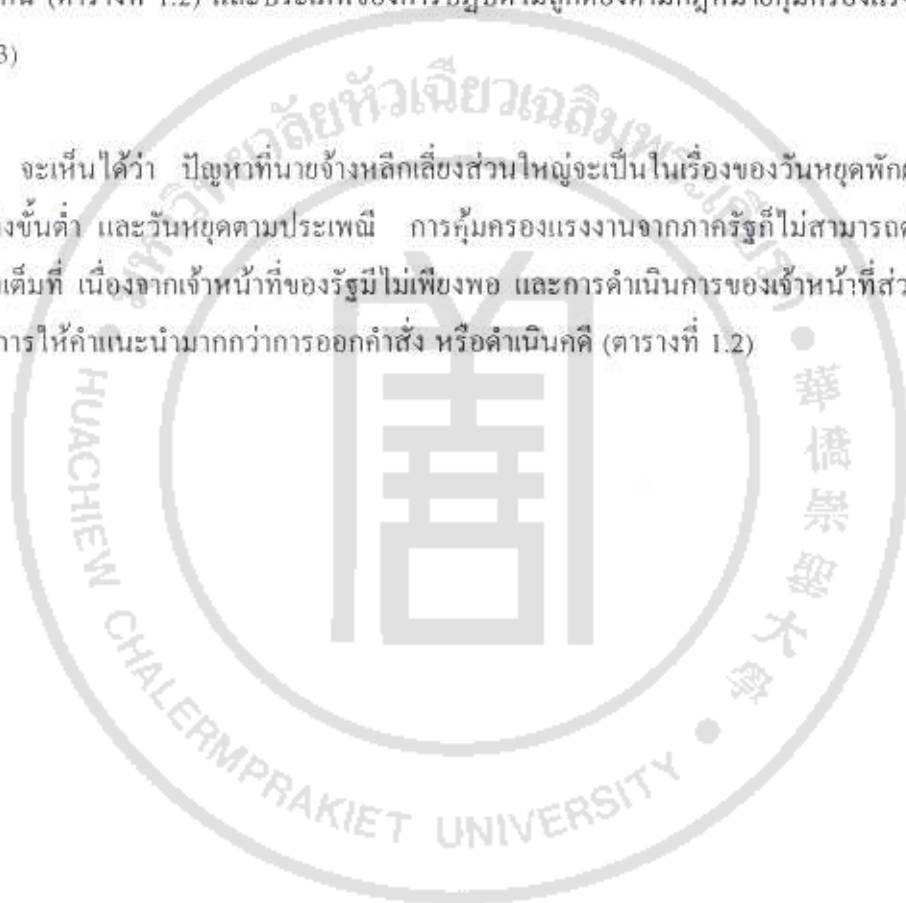 (ตารางที่ 1.2) และประเภทของการปฏิบัติตามถูกต้องตามกฎหมายคุ้มครองแรง
3)
จะเห็นได้ว่า ปัญหาที่นายจ้างหลีกเลี่ยงส่วนใหญ่จะเป็นในเรื่องของวันหยุดพัก
ขั้นต่ำ และวันหยุดตามประเพณี การคุ้มครองแรงงานจากภาครัฐก็ไม่สามารถ
เต็มที่ เนื่องจากเจ้าหน้าที่ของรัฐมีไม่เพียงพอ และการดำเนินการของเจ้าหน้าที่ส่ว
การให้คำแนะนำมากกว่าการออกคำสั่ง หรือดำเนินคดี (ตารางที่ 1.2)
มหาวิทยาลัยหัวเฉียวเฉลิมพระเกียรติ
華僑崇聖大學
HUACHIEW CHALERMPRAKIET UNIVERSITY